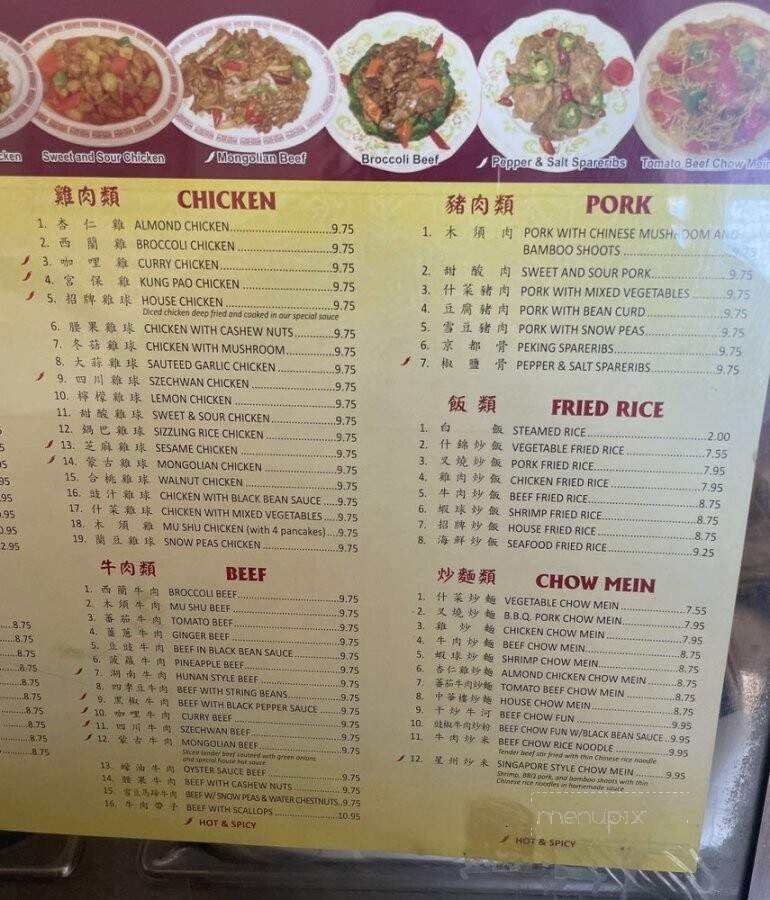 cken
Sweet and Sour Chicken
Mongolian Beef
Broccoli Beef
Pepper & Salt Spareribs
Tomato Beef Chow Mein
雞肉類 CHICKEN
1. 杏仁雞 ALMOND CHICKEN 9.75
2. 西蘭雞 BROCCOLI CHICKEN 9.75
3. 咖哩雞 CURRY CHICKEN 9.75
4. 宮保雞 KUNG PAO CHICKEN 9.75
5. 招牌雞球 HOUSE CHICKEN 9.75
Diced chicken deep fried and cooked in our special sauce
6. 腰果雞球 CHICKEN WITH CASHEW NUTS 9.75
7. 冬菇雞球 CHICKEN WITH MUSHROOM 9.75
8. 大蒜雞球 SAUTEED GARLIC CHICKEN 9.75
9. 四川雞球 SZECHWAN CHICKEN 9.75
10. 檸檬雞球 LEMON CHICKEN 9.75
11. 甜酸雞球 SWEET & SOUR CHICKEN 9.75
12. 鍋巴雞球 SIZZLING RICE CHICKEN 9.75
13. 芝麻雞球 SESAME CHICKEN 9.75
14. 蒙古雞球 MONGOLIAN CHICKEN 9.75
15. 合桃雞球 WALNUT CHICKEN 9.75
16. 豉汁雞球 CHICKEN WITH BLACK BEAN SAUCE 9.75
17. 什菜雞球 CHICKEN WITH MIXED VEGETABLES 9.75
18. 木須雞 MU SHU CHICKEN (with 4 pancakes) 9.75
19. 蘭豆雞球 SNOW PEAS CHICKEN 9.75
牛肉類 BEEF
1. 西蘭牛肉 BROCCOLI BEEF 9.75
2. 木須牛肉 MU SHU BEEF 9.75
3. 蕃茄牛肉 TOMATO BEEF 9.75
4. 薑蔥牛肉 GINGER BEEF 9.75
5. 豆豉牛肉 BEEF IN BLACK BEAN SAUCE 9.75
6. 菠蘿牛肉 PINEAPPLE BEEF 9.75
7. 湖南牛肉 HUNAN STYLE BEEF 9.75
8. 四季豆牛肉 BEEF WITH STRING BEANS 9.75
9. 黑椒牛肉 BEEF WITH BLACK PEPPER SAUCE 9.75
10. 咖哩牛肉 CURRY BEEF 9.75
11. 四川牛肉 SZECHWAN BEEF 9.75
12. 蒙古牛肉 MONGOLIAN BEEF 9.75
Sliced tender beef sauteed with green onions
and special house hot sauce
13. 蠔油牛肉 OYSTER SAUCE BEEF 9.75
14. 腰果牛肉 BEEF WITH CASHEW NUTS 9.75
15. 雪豆馬蹄牛肉 BEEF W/ SNOW PEAS & WATER CHESTNUTS 9.75
16. 牛肉帶子 BEEF WITH SCALLOPS 10.95
HOT & SPICY
豬肉類 PORK
1. 木須肉 PORK WITH CHINESE MUSHROOM AND
BAMBOO SHOOTS 9.75
2. 甜酸肉 SWEET AND SOUR PORK 9.75
3. 什菜豬肉 PORK WITH MIXED VEGETABLES 9.75
4. 豆腐豬肉 PORK WITH BEAN CURD 9.75
5. 雪豆豬肉 PORK WITH SNOW PEAS 9.75
6. 京都骨 PEKING SPARERIBS 9.75
7. 椒鹽骨 PEPPER & SALT SPARERIBS 9.75
飯類 FRIED RICE
1. 白飯 STEAMED RICE 2.00
2. 什錦炒飯 VEGETABLE FRIED RICE 7.55
3. 叉燒炒飯 PORK FRIED RICE 7.95
4. 雞肉炒飯 CHICKEN FRIED RICE 7.95
5. 牛肉炒飯 BEEF FRIED RICE 8.75
6. 蝦球炒飯 SHRIMP FRIED RICE 8.75
7. 招牌炒飯 HOUSE FRIED RICE 8.75
8. 海鮮炒飯 SEAFOOD FRIED RICE 9.25
炒麵類 CHOW MEIN
1. 什菜炒麵 VEGETABLE CHOW MEIN 7.55
2. 叉燒炒麵 B.B.Q. PORK CHOW MEIN 7.95
3. 雞炒麵 CHICKEN CHOW MEIN 7.95
4. 牛肉炒麵 BEEF CHOW MEIN 8.75
5. 蝦球炒麵 SHRIMP CHOW MEIN 8.75
6. 杏仁雞炒麵 ALMOND CHICKEN CHOW MEIN 8.75
7. 蕃茄牛肉炒麵 TOMATO BEEF CHOW MEIN 8.75
8. 中華樓炒麵 HOUSE CHOW MEIN 8.75
9. 干炒牛河 BEEF CHOW FUN 9.95
10. 豉椒牛肉炒粉 BEEF CHOW FUN W/BLACK BEAN SAUCE 9.95
11. 牛肉炒米 BEEF CHOW RICE NOODLE 9.95
Tender beef stir fried with thin Chinese rice noodle
12. 星州炒米 SINGAPORE STYLE CHOW MEIN 9.95
Shrimp, BBQ pork, and bamboo shoots with thin
Chinese rice noodles in homemade sauce
menupix
HOT & SPICY